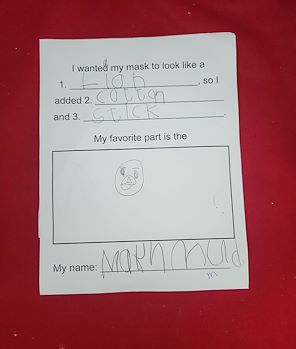 I wanted my mask to look like a
1. Lion, so I
added 2. cotton
and 3. stick.
My favorite part is the
My name:
m